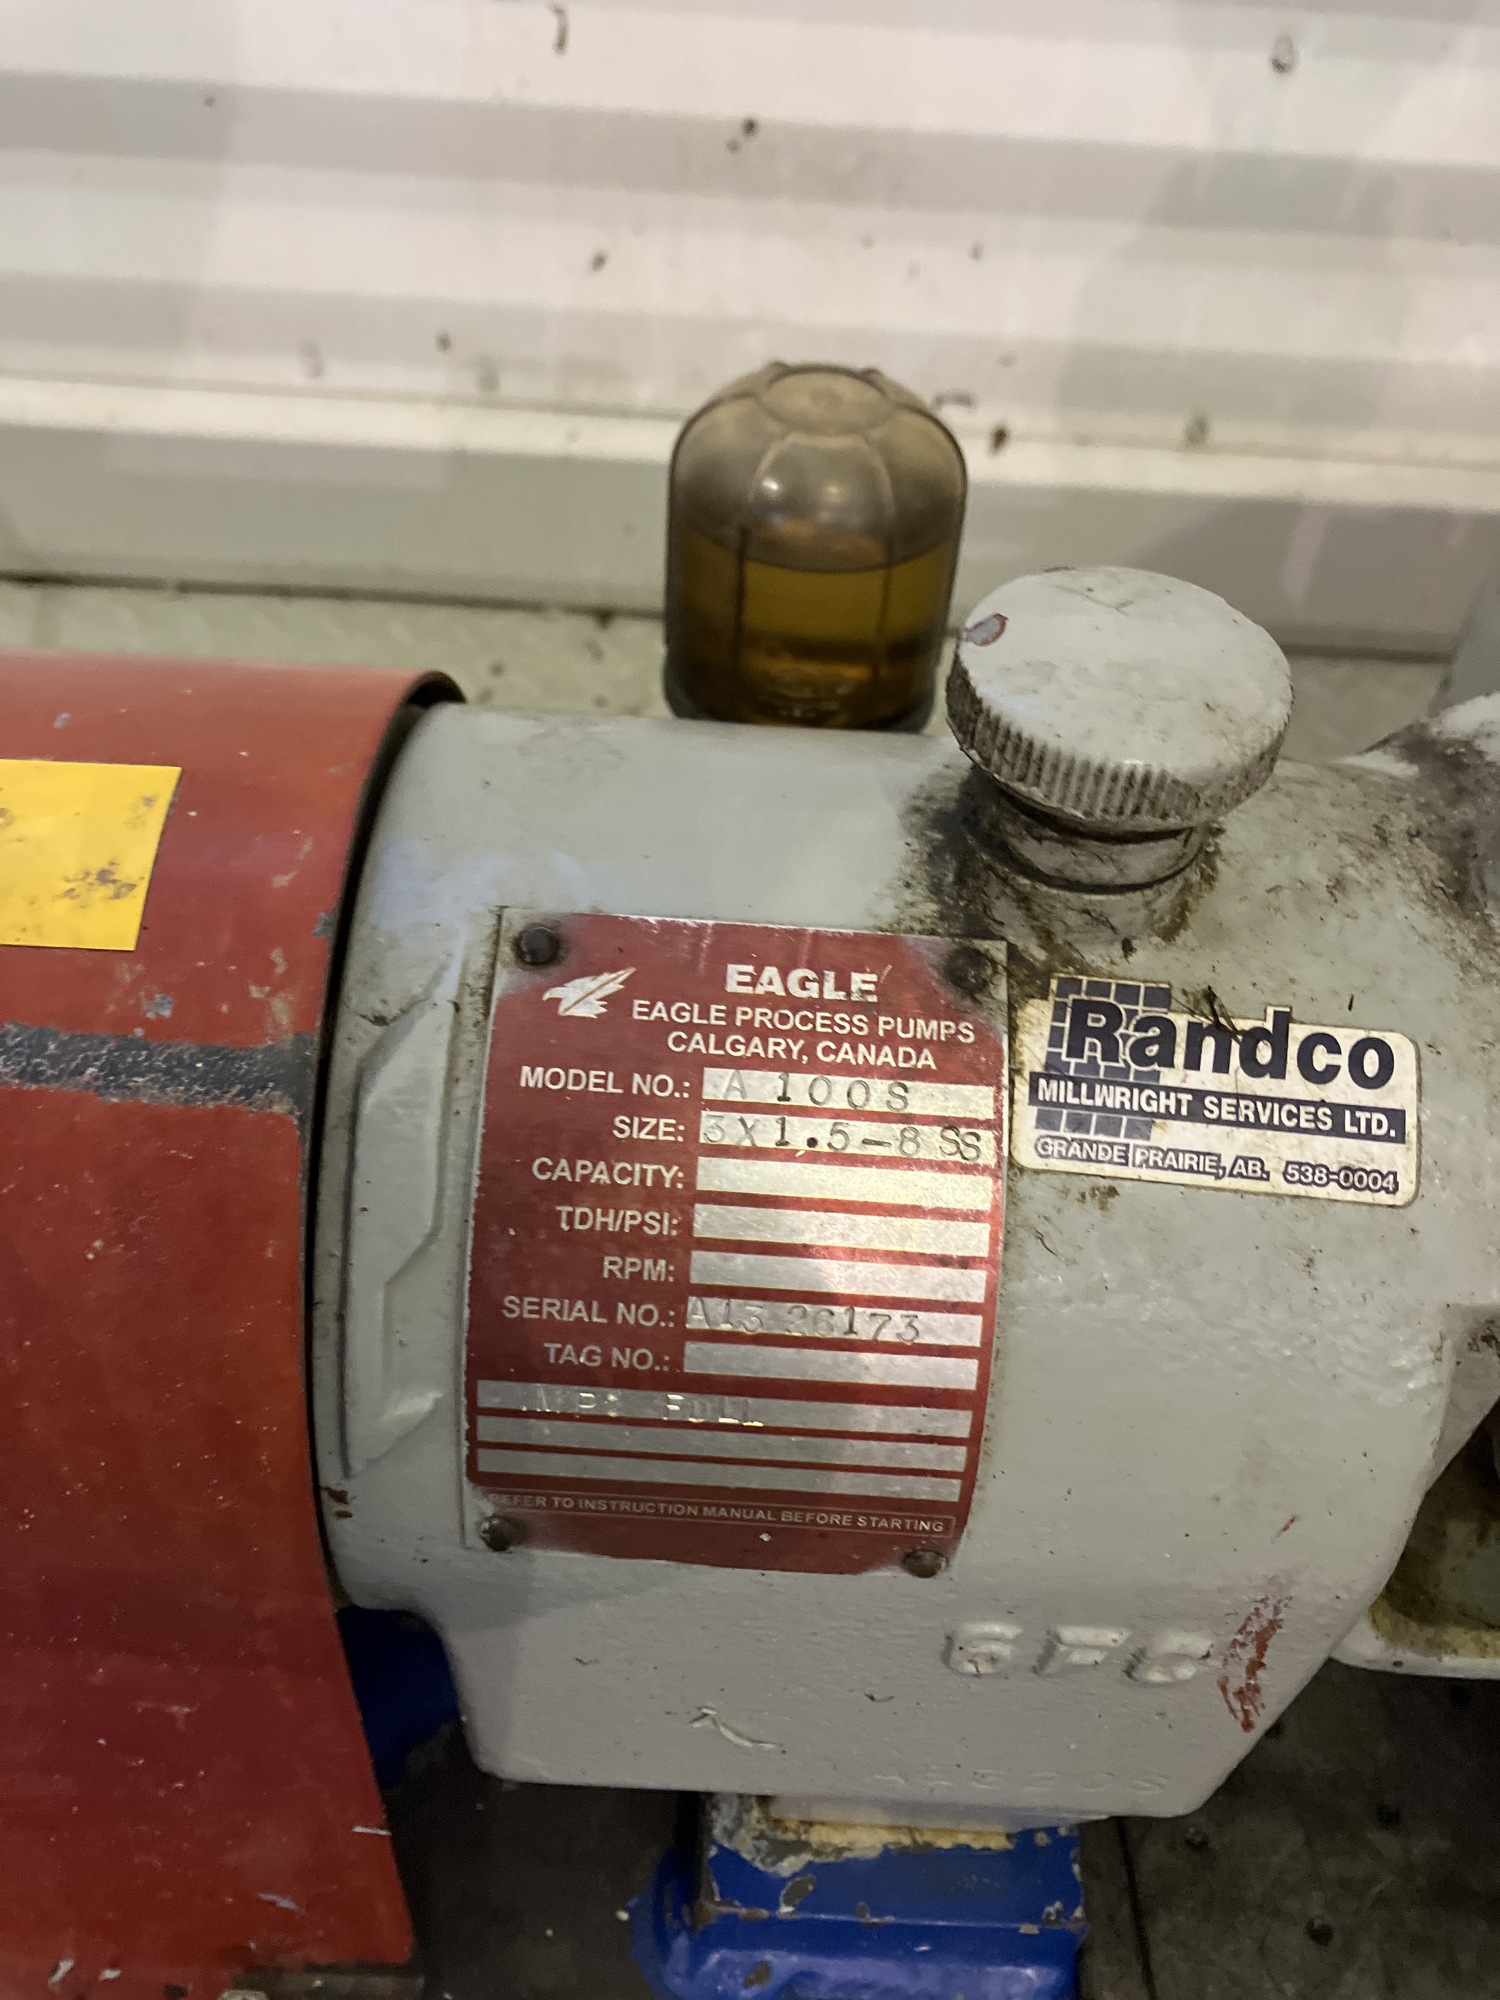 EAGLE
EAGLE PROCESS PUMPS
CALGARY, CANADA
MODEL NO.: A 100S
SIZE: 3X1.5-8 SS
CAPACITY:
TDH/PSI:
RPM:
SERIAL NO.: A13 26173
TAG NO.:
FULL
REFER TO INSTRUCTION MANUAL BEFORE STARTING
Randco
MILLWRIGHT SERVICES LTD.
GRANDE PRAIRIE, AB. 538-0004